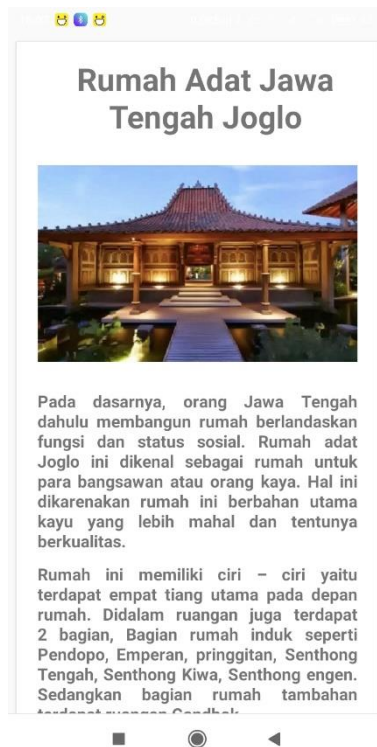 Rumah Adat Jawa
Tengah Joglo
Pada dasarnya, orang Jawa Tengah
dahulu membangun rumah berlandaskan
fungsi dan status sosial. Rumah adat
Joglo ini dikenal sebagai rumah untuk
para bangsawan atau orang kaya. Hal ini
dikarenakan rumah ini berbahan utama
kayu yang lebih mahal dan tentunya
berkualitas.
Rumah ini memiliki ciri – ciri yaitu
terdapat empat tiang utama pada depan
rumah. Didalam ruangan juga terdapat
2 bagian, Bagian rumah induk seperti
Pendopo, Emperan, pringgitan, Senthong
Tengah, Senthong Kiwa, Senthong engen.
Sedangkan bagian rumah tambahan
terdapat ruangan Gandhok